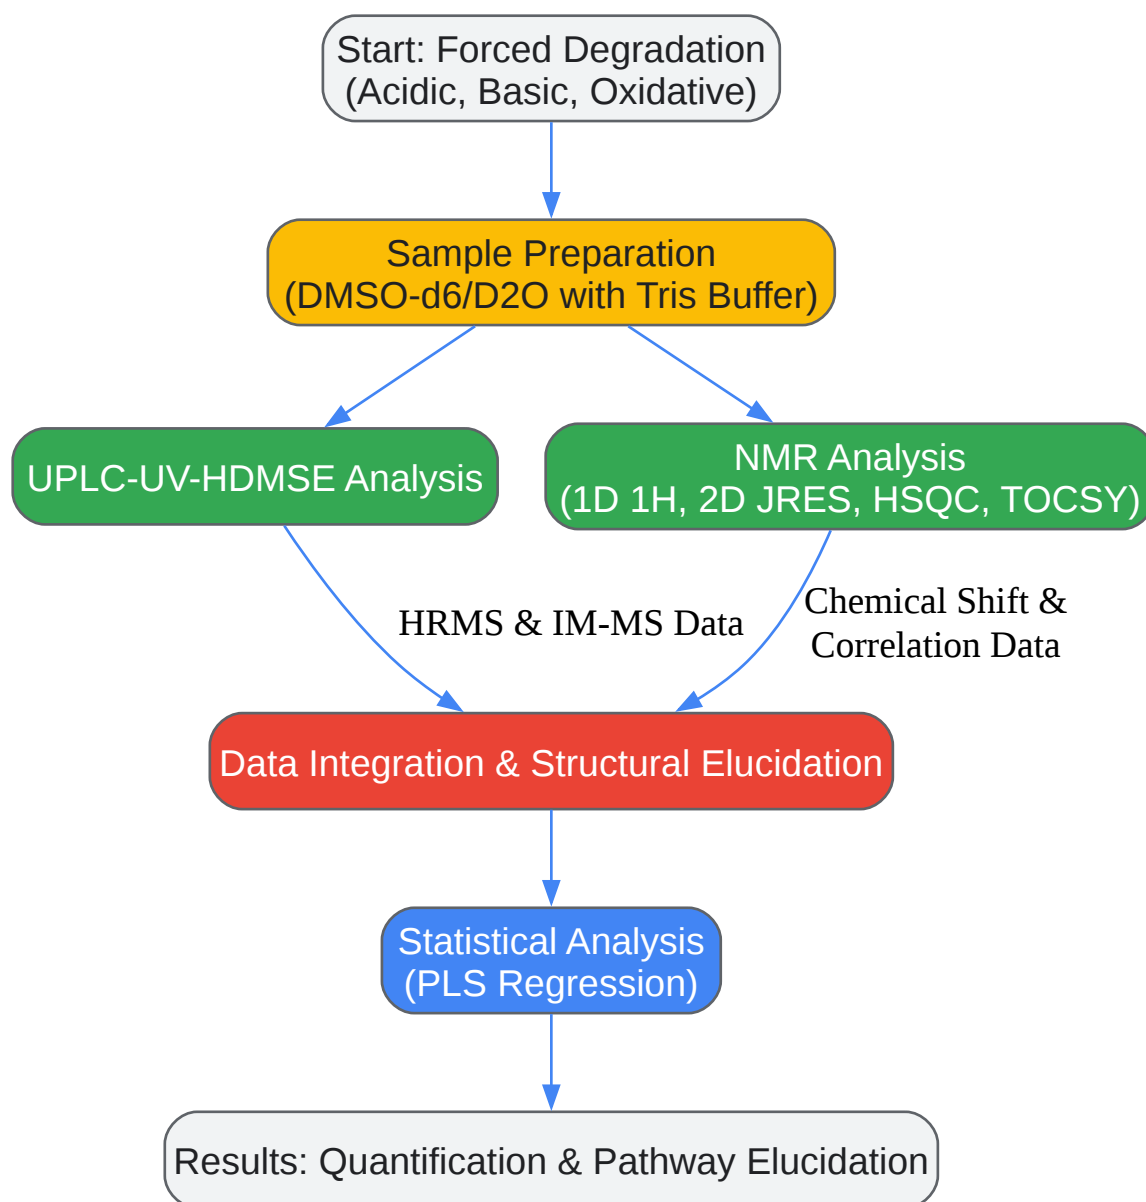 Start: Forced Degradation
(Acidic, Basic, Oxidative)
Sample Preparation
(DMSO-d6/D2O with Tris Buffer)
UPLC-UV-HDMSE Analysis
NMR Analysis
(1D 1H, 2D JRES, HSQC, TOCSY)
HRMS & IM-MS Data
Chemical Shift &
Correlation Data
Data Integration & Structural Elucidation
Statistical Analysis
(PLS Regression)
Results: Quantification & Pathway Elucidation